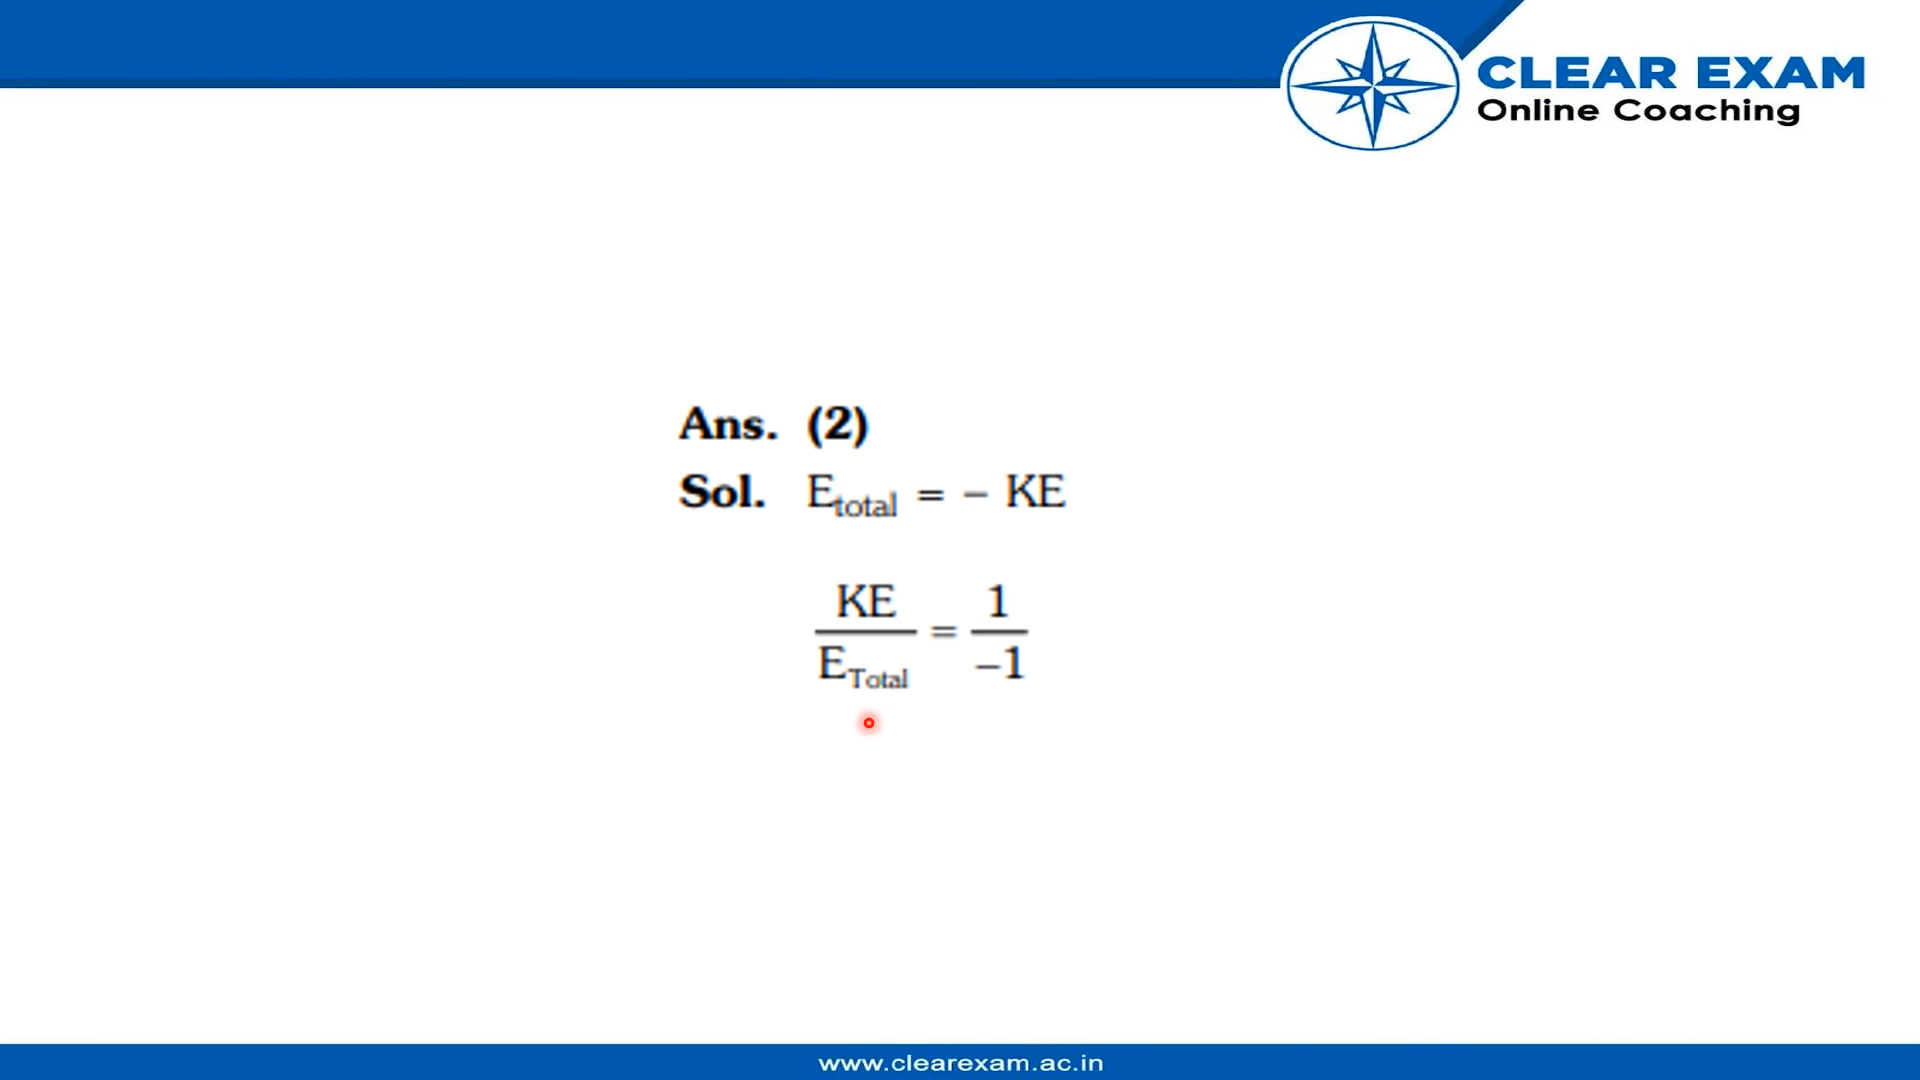 CLEAR EXAM
Online Coaching
Ans. (2)
Sol. E_total = – KE
KE / E_Total = 1 / –1
www.clearexam.ac.in